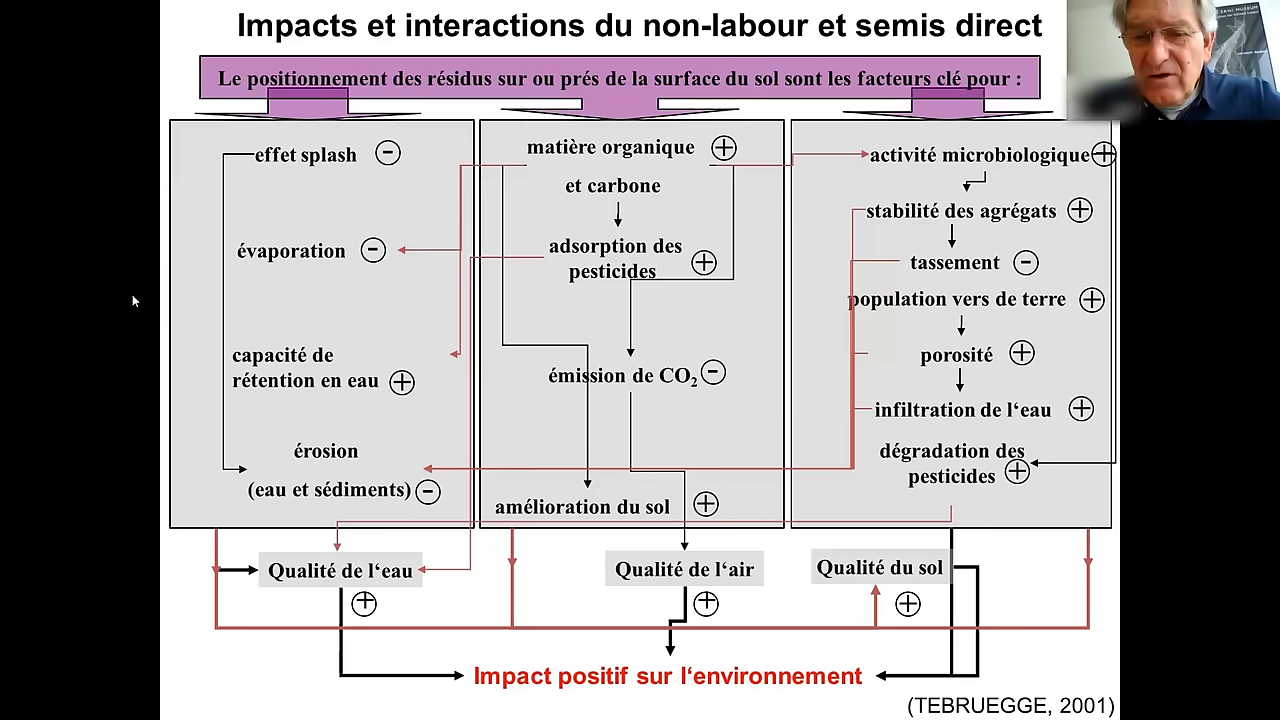 Impacts et interactions du non-labour et semis direct
Le positionnement des résidus sur ou prés de la surface du sol sont les facteurs clé pour :
effet splash
évaporation
capacité de
rétention en eau
érosion
(eau et sédiments)
matière organique
et carbone
adsorption des
pesticides
émission de CO₂
amélioration du sol
activité microbiologique
stabilité des agrégats
tassement
population vers de terre
porosité
infiltration de l‘eau
dégradation des
pesticides
Qualité de l‘eau
Qualité de l‘air
Qualité du sol
Impact positif sur l‘environnement
(TEBRUEGGE, 2001)